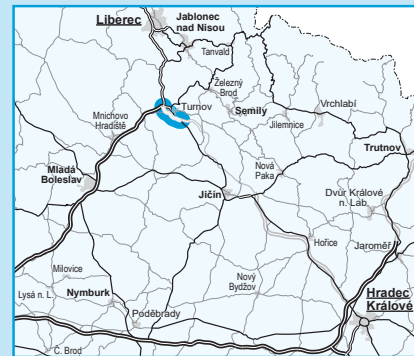 Liberec
Jablonec
nad Nisou
Tanvald
Železný
Brod
Turnov
Semily
Vrchlabí
Mnichovo
Hradiště
Jilemnice
Trutnov
Mladá
Boleslav
Nová
Paka
Jičín
Dvůr Králové
n. Lab.
Hořice
Jaroměř
Milovice
Nový
Bydžov
Lysá n. L.
Nymburk
Hradec
Králové
Poděbrady
Č. Brod